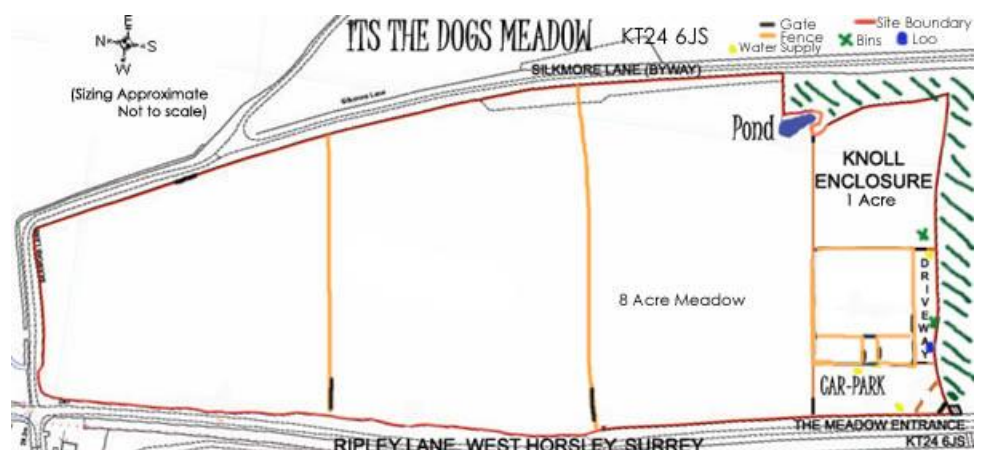 E
N
S
W
(Sizing Approximate
Not to scale)
ITS THE DOGS MEADOW
KT24 6JS
Gate
Fence
Water Supply
Site Boundary
Bins
Loo
SILKMORE LANE (BYWAY)
Silkmore Lane
Pond
KNOLL
ENCLOSURE
1 Acre
8 Acre Meadow
DRIVEWAY
CAR-PARK
THE MEADOW ENTRANCE
RIPLEY LANE, WEST HORSLEY, SURREY
KT24 6JS